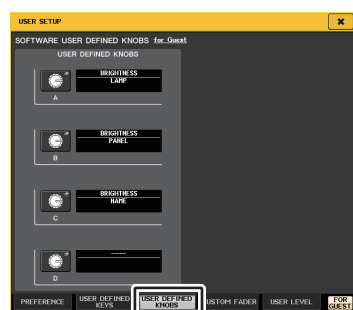 USER SETUP
SOFTWARE USER DEFINED KNOBS for Guest
USER DEFINED KNOBS
BRIGHTNESS
LAMP
A
BRIGHTNESS
PANEL
B
BRIGHTNESS
NAME
C
----
D
PREFERENCE
USER DEFINED
KEYS
USER DEFINED
KNOBS
USTOM FADER
USER LEVEL
FOR
GUEST